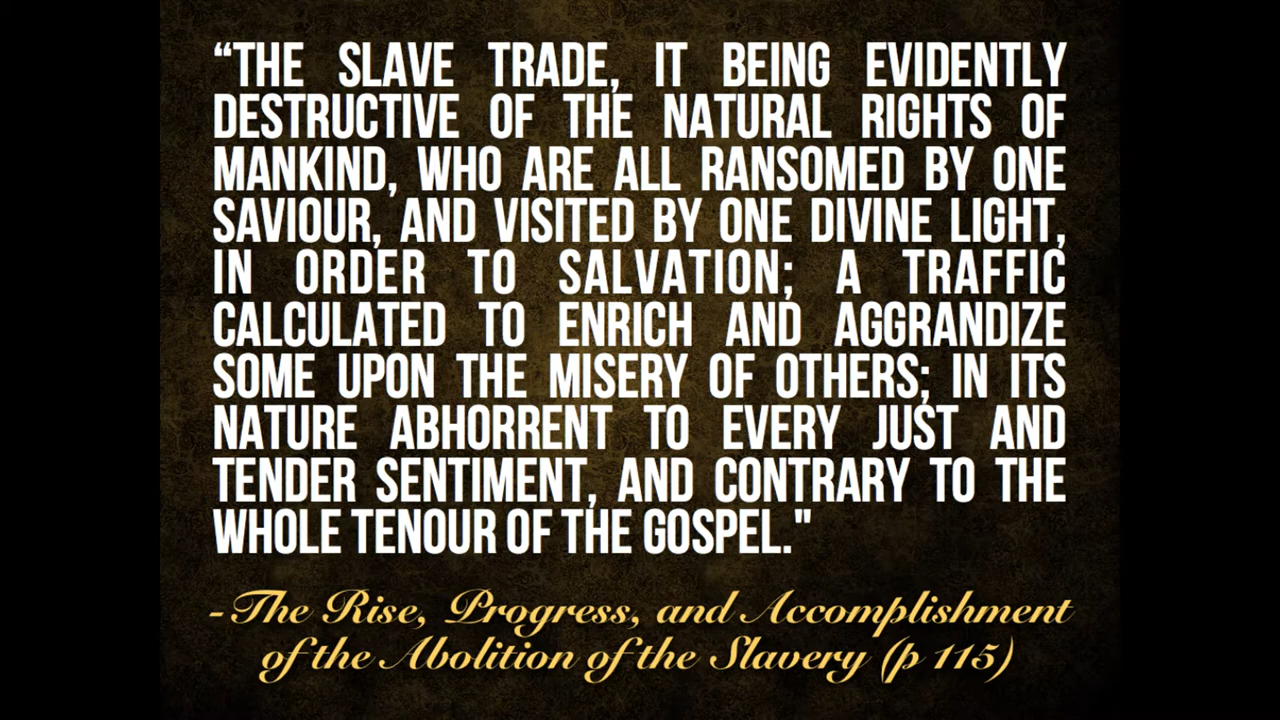 “THE SLAVE TRADE, IT BEING EVIDENTLY
DESTRUCTIVE OF THE NATURAL RIGHTS OF
MANKIND, WHO ARE ALL RANSOMED BY ONE
SAVIOUR, AND VISITED BY ONE DIVINE LIGHT,
IN ORDER TO SALVATION; A TRAFFIC
CALCULATED TO ENRICH AND AGGRANDIZE
SOME UPON THE MISERY OF OTHERS; IN ITS
NATURE ABHORRENT TO EVERY JUST AND
TENDER SENTIMENT, AND CONTRARY TO THE
WHOLE TENOUR OF THE GOSPEL."
-The Rise, Progress, and Accomplishment
of the Abolition of the Slavery (p 115)